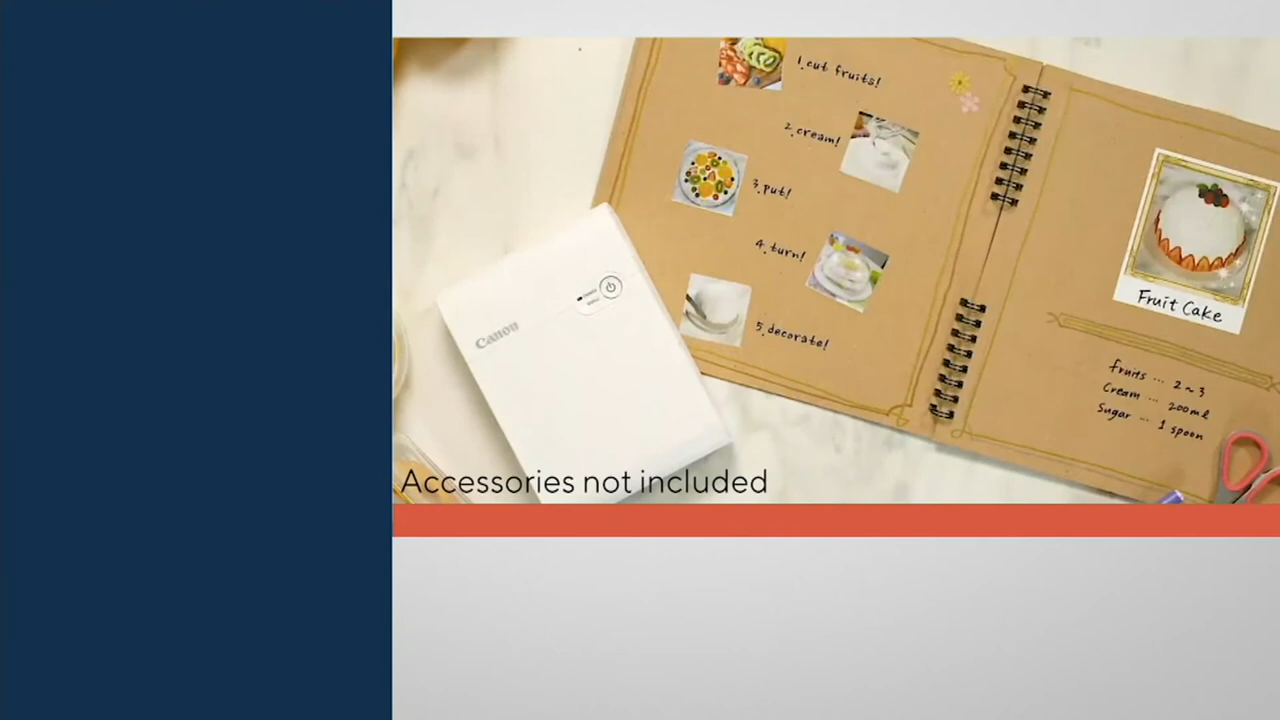 1.cut fruits!
2.cream!
3.put!
4.turn!
5.decorate!
Canon
Fruit Cake
fruits ... 2~3
Cream ... 200ml
Sugar ... 1 spoon
Accessories not included